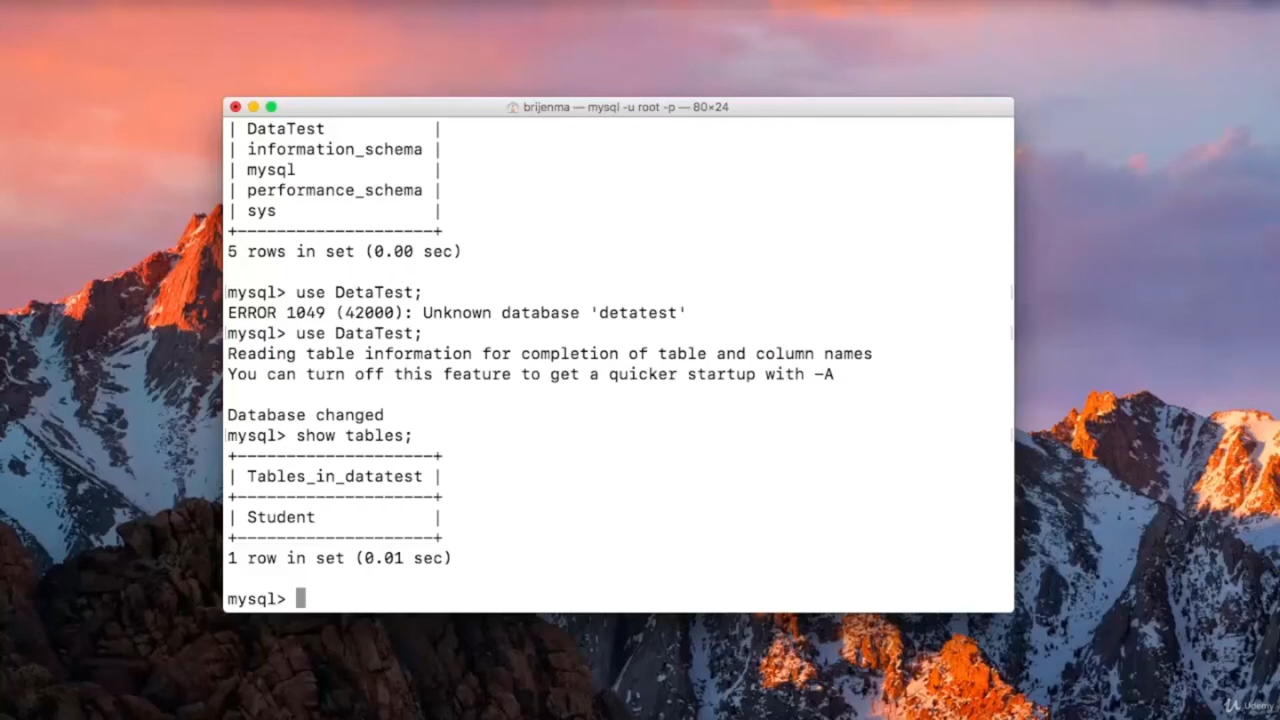 brijenma — mysql -u root -p — 80×24
| DataTest           |
| information_schema |
| mysql              |
| performance_schema |
| sys                |
+--------------------+
5 rows in set (0.00 sec)
mysql> use DetaTest;
ERROR 1049 (42000): Unknown database 'detatest'
mysql> use DataTest;
Reading table information for completion of table and column names
You can turn off this feature to get a quicker startup with -A
Database changed
mysql> show tables;
+--------------------+
| Tables_in_datatest |
+--------------------+
| Student            |
+--------------------+
1 row in set (0.01 sec)
mysql>
Udemy